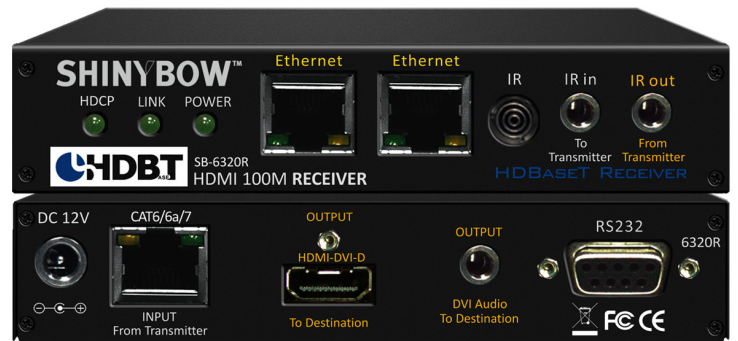 SHINYBOW™
HDCP LINK POWER
Ethernet Ethernet
IR IR in IR out
To Transmitter
From Transmitter
HDBT
SB-6320R
HDMI 100M RECEIVER
HDBaseT Receiver
DC 12V
CAT6/6a/7
INPUT
From Transmitter
OUTPUT
HDMI-DVI-D
To Destination
OUTPUT
DVI Audio
To Destination
RS232
6320R
FC CE